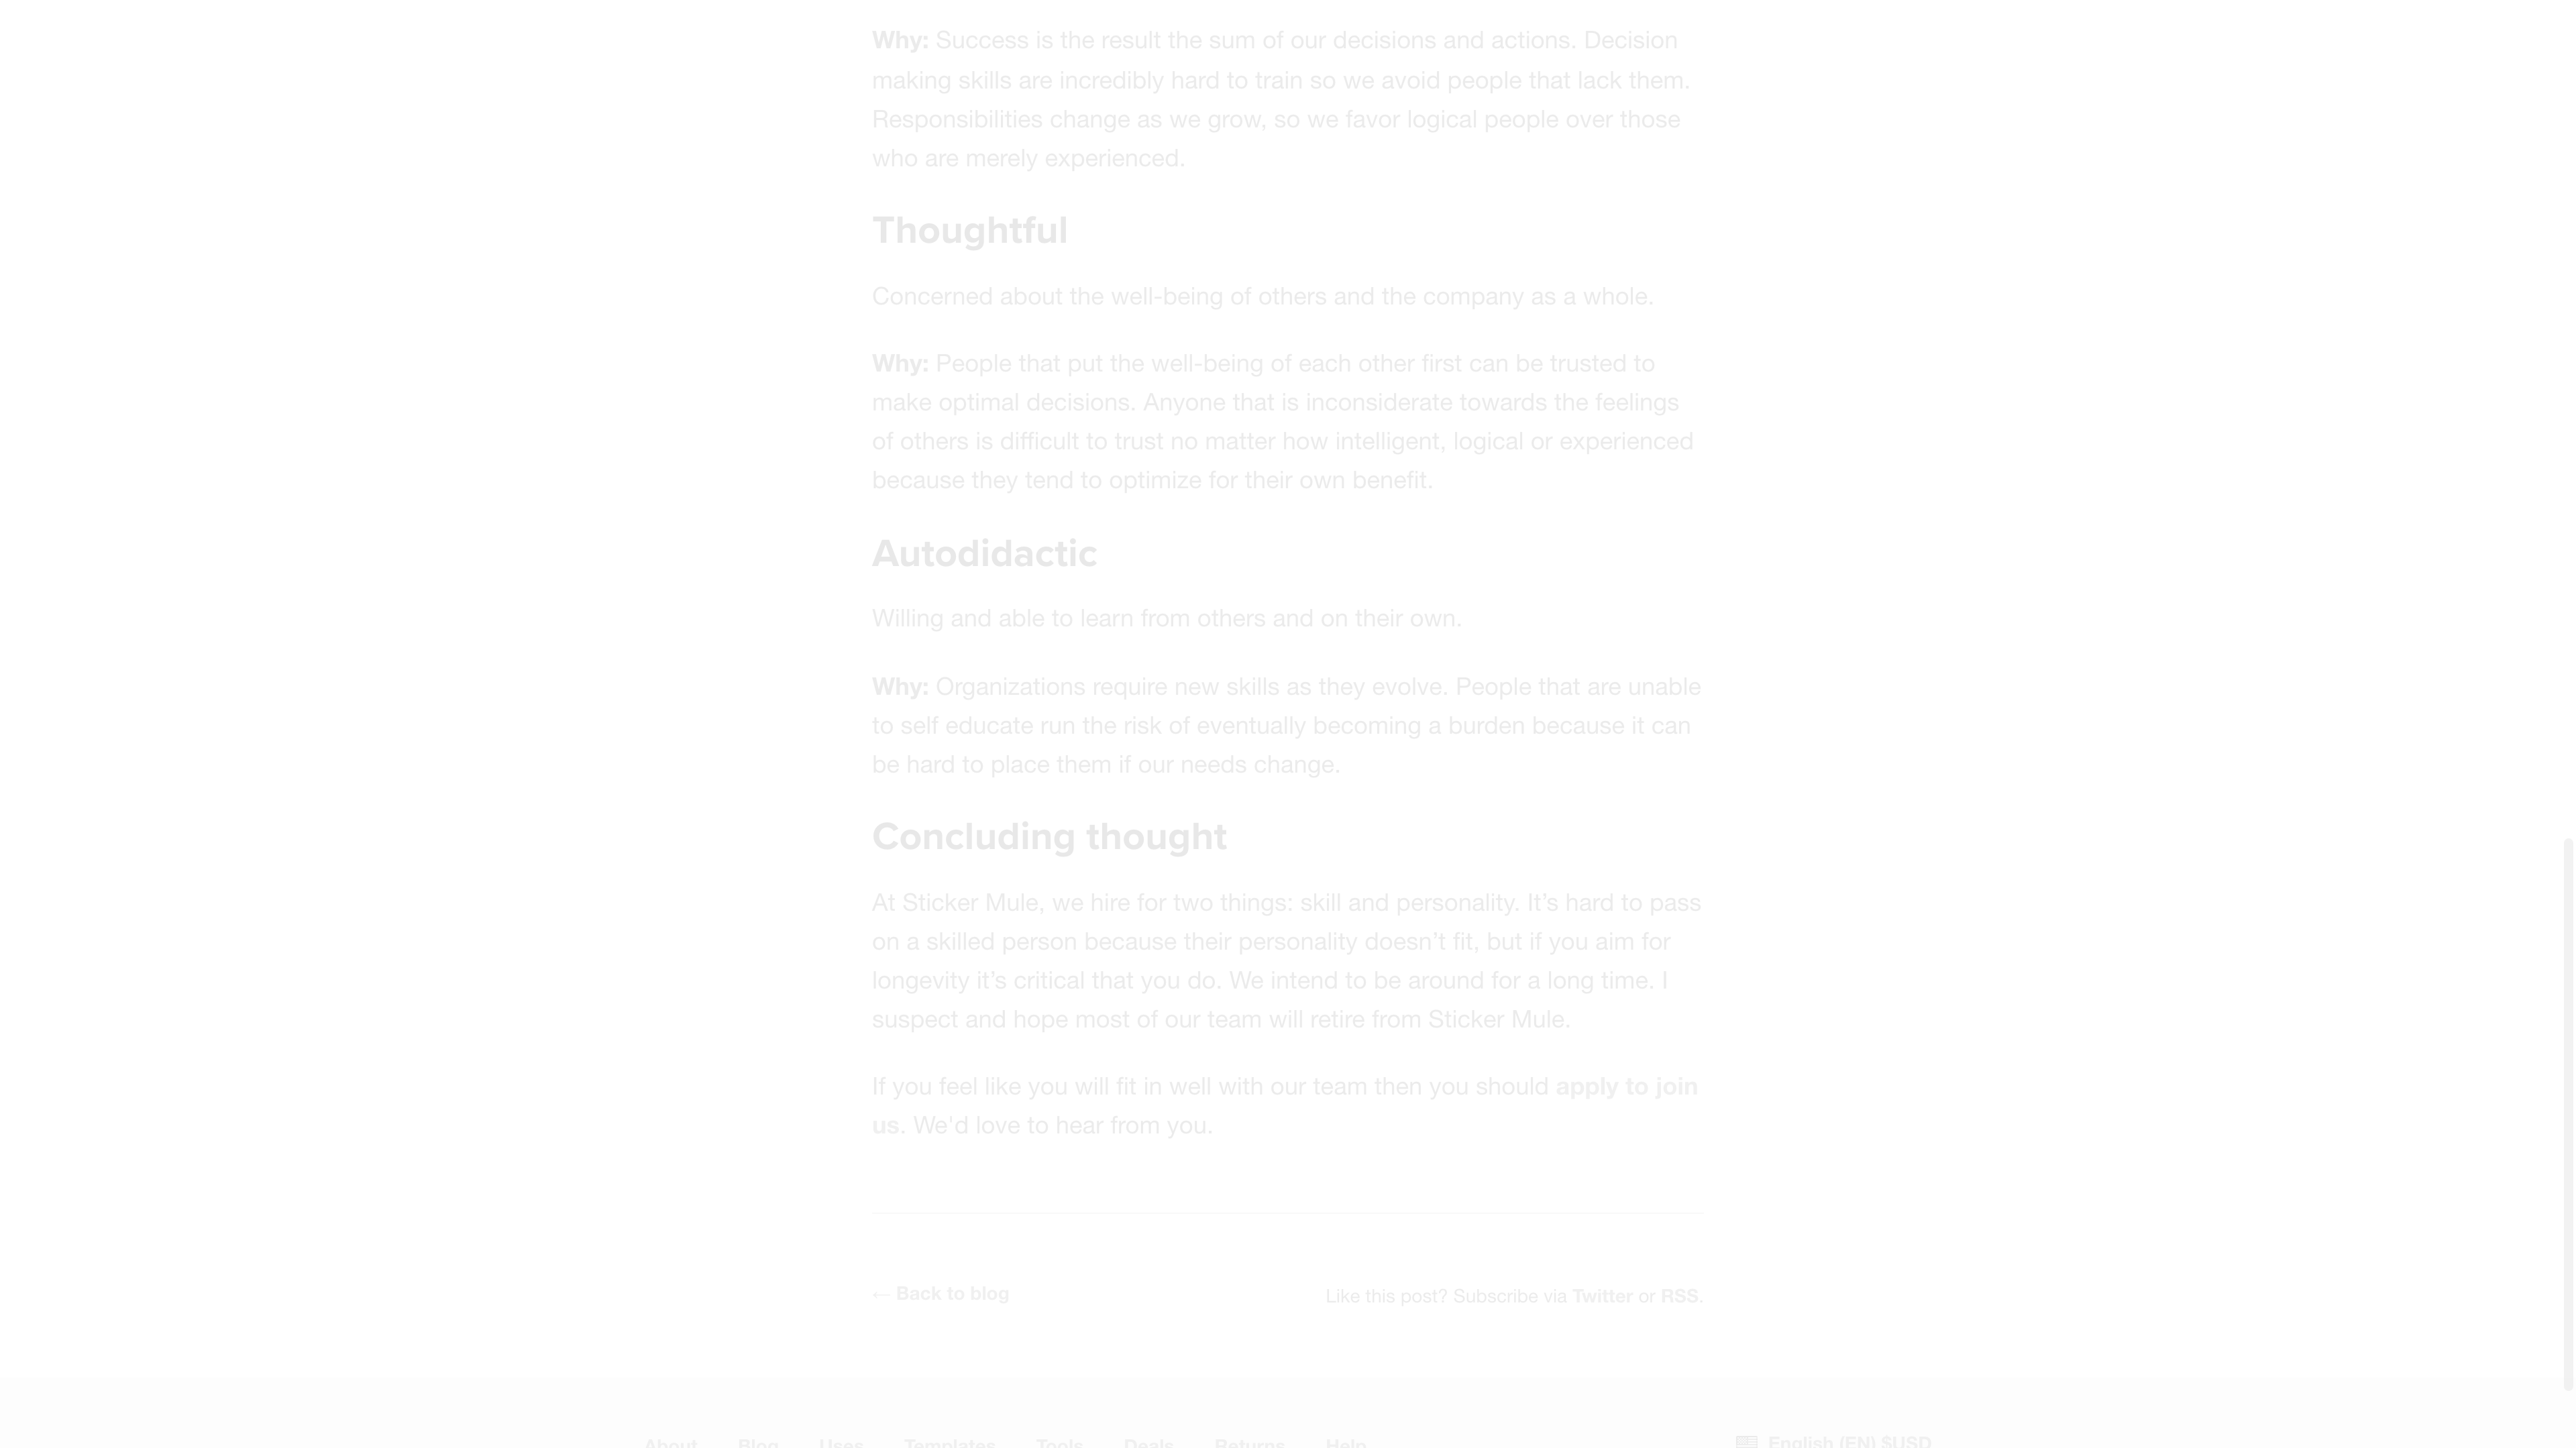 Why: Success is the result the sum of our decisions and actions. Decision
making skills are incredibly hard to train so we avoid people that lack them.
Responsibilities change as we grow, so we favor logical people over those
who are merely experienced.
Thoughtful
Concerned about the well-being of others and the company as a whole.
Why: People that put the well-being of each other first can be trusted to
make optimal decisions. Anyone that is inconsiderate towards the feelings
of others is difficult to trust no matter how intelligent, logical or experienced
because they tend to optimize for their own benefit.
Autodidactic
Willing and able to learn from others and on their own.
Why: Organizations require new skills as they evolve. People that are unable
to self educate run the risk of eventually becoming a burden because it can
be hard to place them if our needs change.
Concluding thought
At Sticker Mule, we hire for two things: skill and personality. It’s hard to pass
on a skilled person because their personality doesn’t fit, but if you aim for
longevity it’s critical that you do. We intend to be around for a long time. I
suspect and hope most of our team will retire from Sticker Mule.
If you feel like you will fit in well with our team then you should apply to join
us. We'd love to hear from you.
← Back to blog
Like this post? Subscribe via Twitter or RSS.
About Blog Uses Templates Tools Deals Returns Help
English (EN) $USD